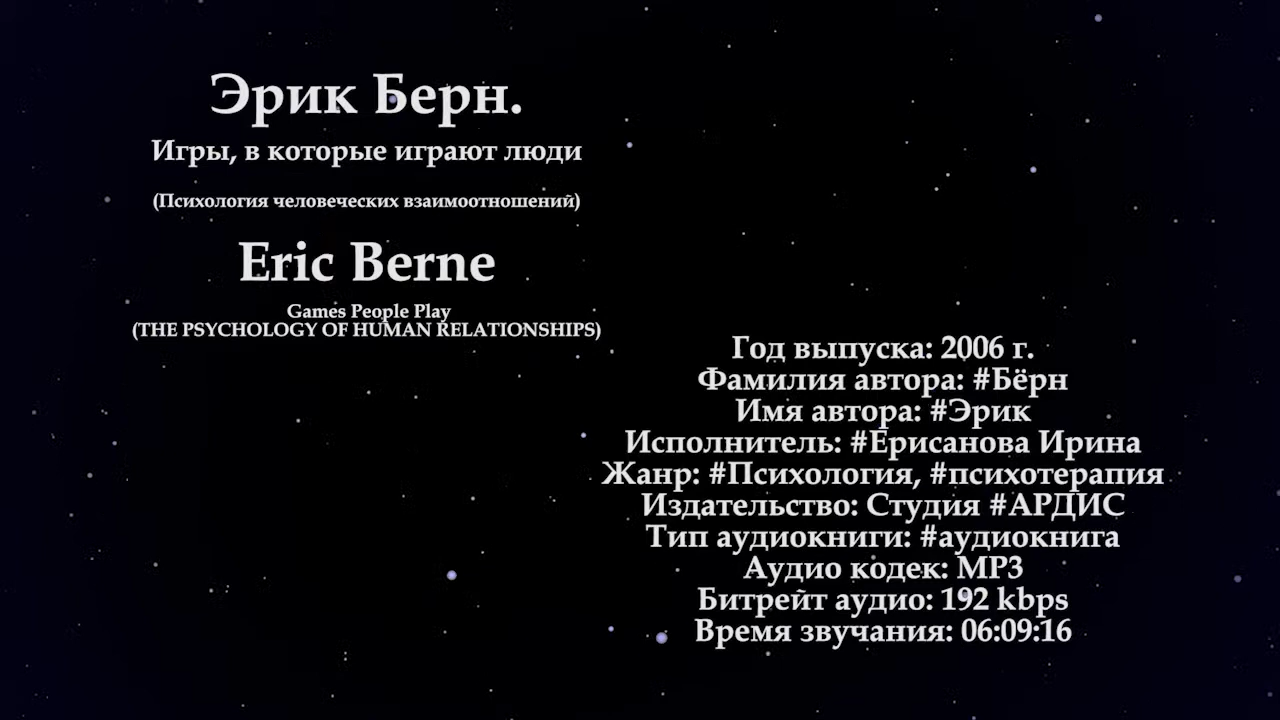 Эрик Берн.
Игры, в которые играют люди
(Психология человеческих взаимоотношений)
Eric Berne
Games People Play
(THE PSYCHOLOGY OF HUMAN RELATIONSHIPS)
Год выпуска: 2006 г.
Фамилия автора: #Бёрн
Имя автора: #Эрик
Исполнитель: #Ерисанова Ирина
Жанр: #Психология, #психотерапия
Издательство: Студия #АРДИС
Тип аудиокниги: #аудиокнига
Аудио кодек: MP3
Битрейт аудио: 192 kbps
Время звучания: 06:09:16